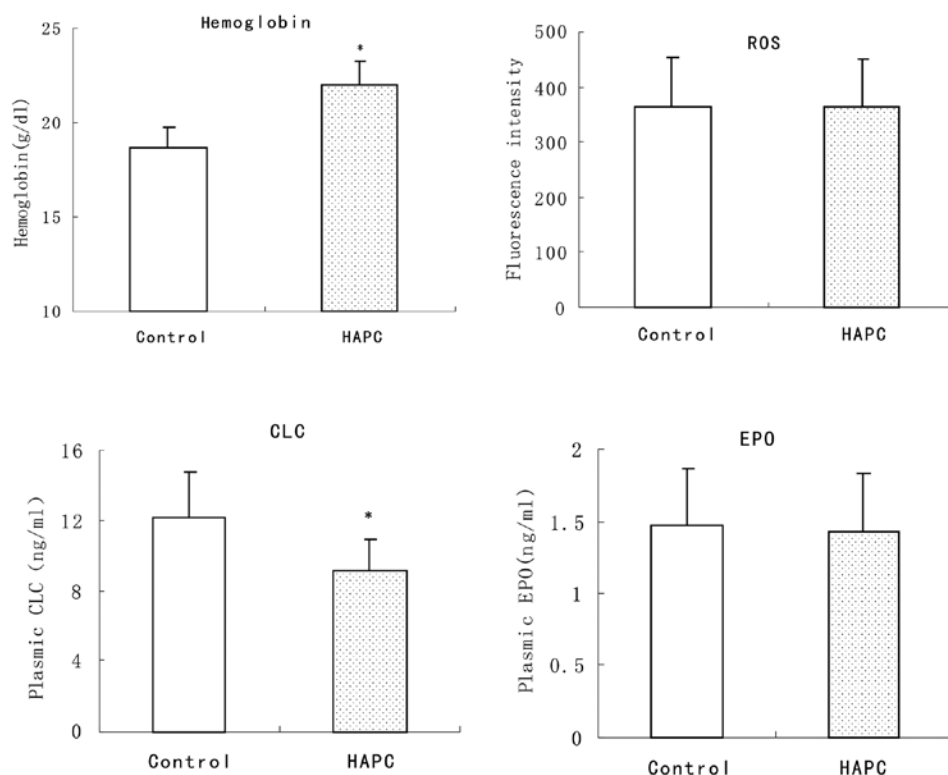 Hemoglobin
Hemoglobin(g/dl)
25
20
15
10
*
Control HAPC
ROS
Fluorescence intensity
500
400
300
200
100
0
Control HAPC
CLC
Plasmic CLC (ng/ml)
16
12
8
4
0
*
Control HAPC
EPO
Plasmic EPO(ng/ml)
2
1.5
1
0.5
0
Control HAPC